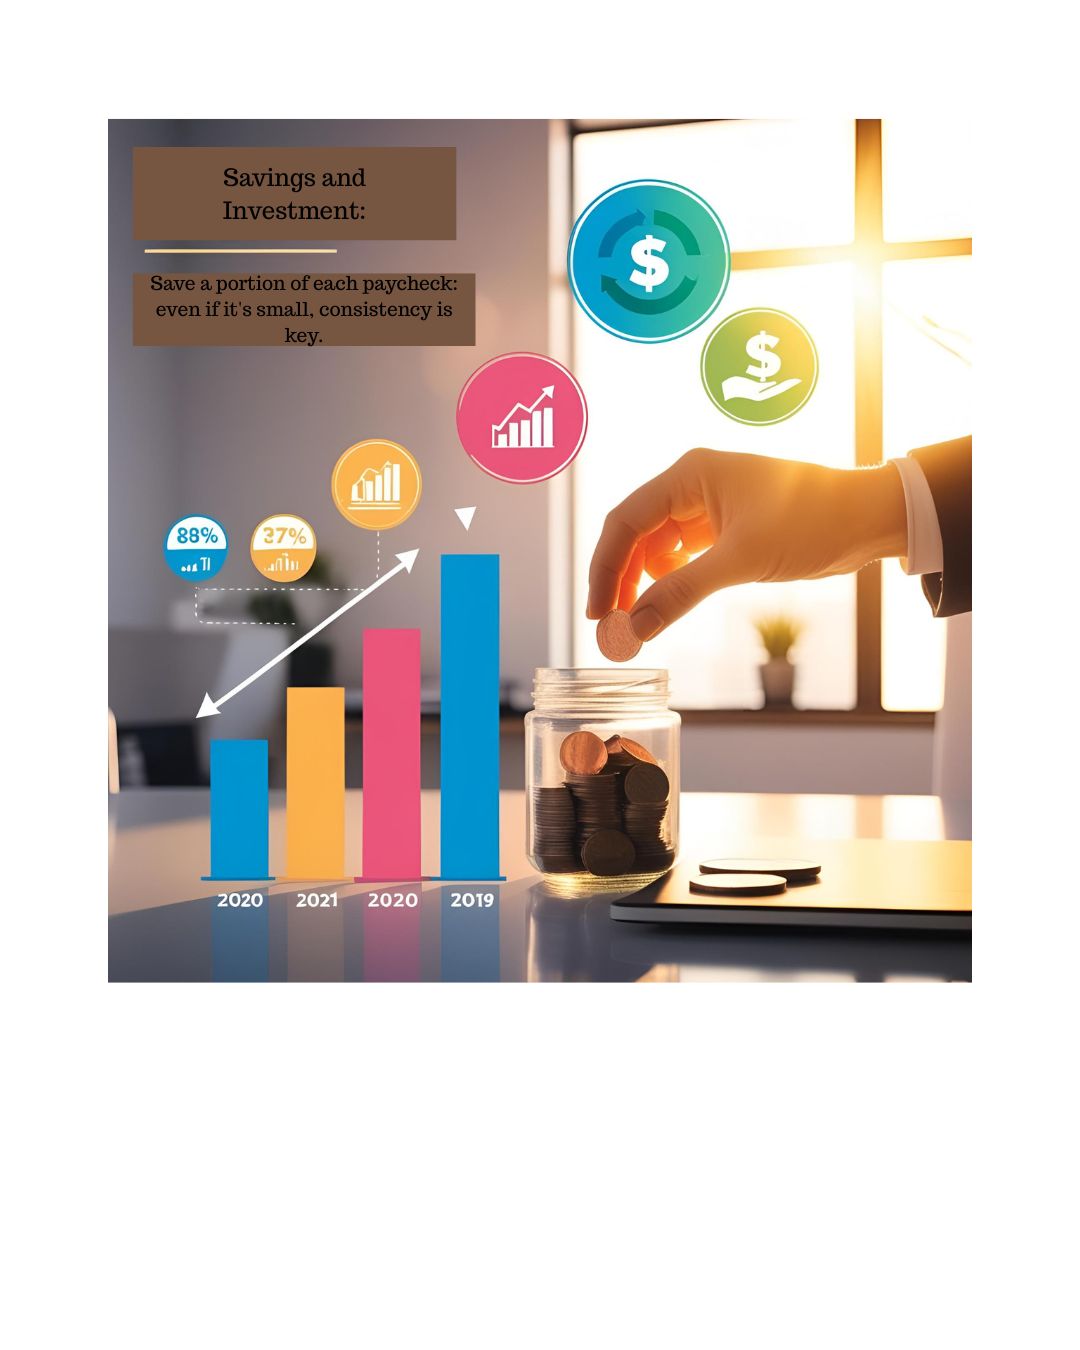 Savings and
Investment:
Save a portion of each paycheck:
even if it's small, consistency is
key.
$
$
88%
37%
2020
2021
2020
2019